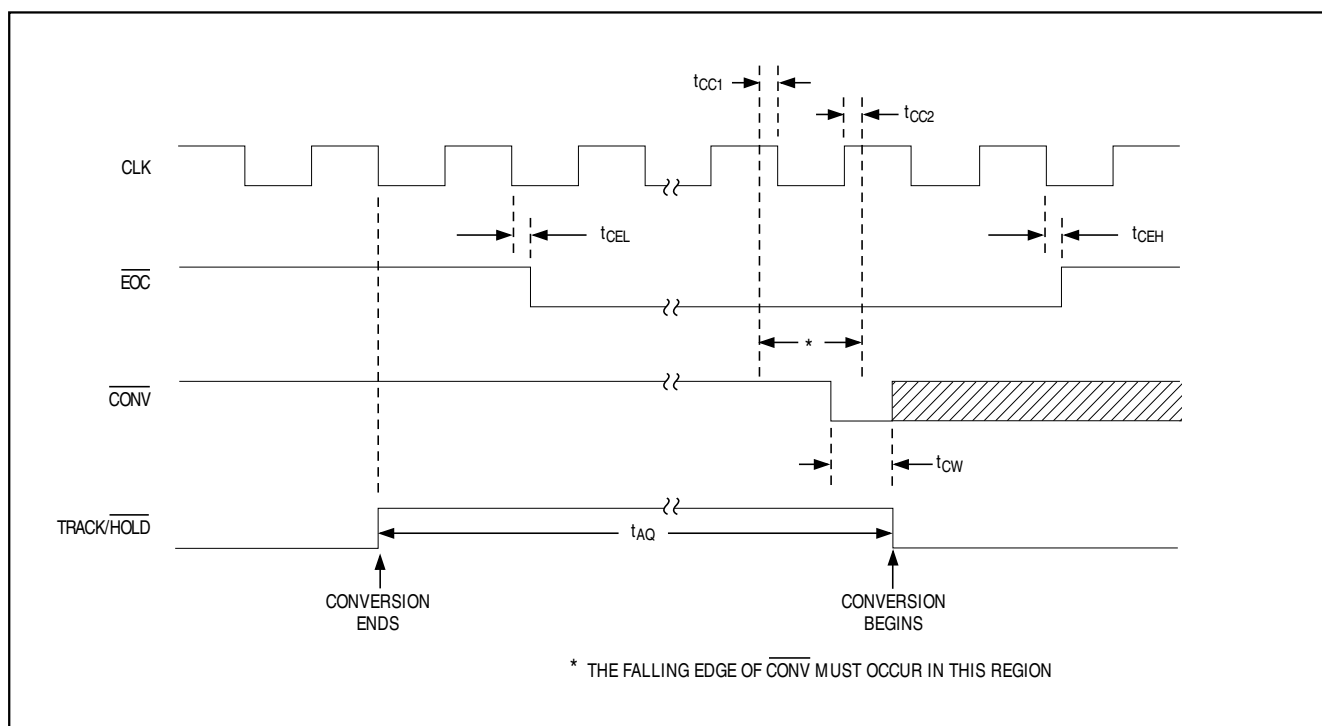 tCC1
tCC2
CLK
tCEL
tCEH
EOC
*
CONV
tCW
TRACK/HOLD
tAQ
CONVERSION
ENDS
CONVERSION
BEGINS
* THE FALLING EDGE OF CONV MUST OCCUR IN THIS REGION